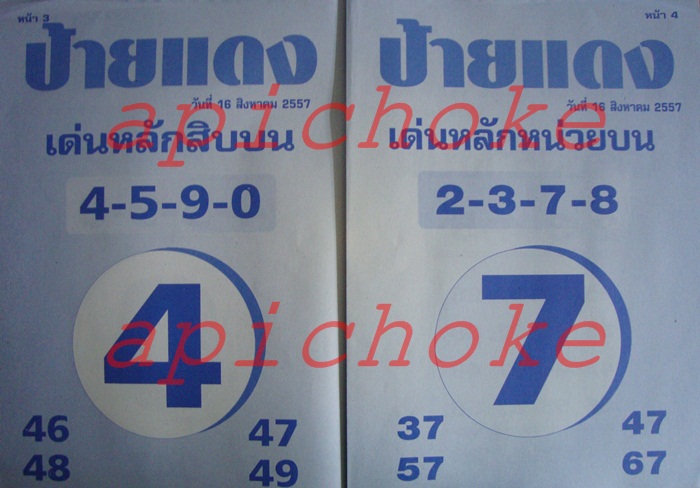 หน้า 3
ป้ายแดง
วันที่ 16 สิงหาคม 2557
เด่นหลักสิบบน
4-5-9-0
4
46 47
48 49
หน้า 4
ป้ายแดง
วันที่ 16 สิงหาคม 2557
เด่นหลักหน่วยบน
2-3-7-8
7
37 47
57 67
apichoke
apichoke